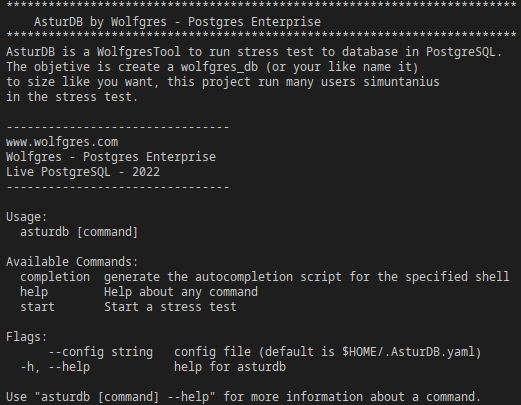 *************************************************************************
    AsturDB by Wolfgres - Postgres Enterprise
*************************************************************************
AsturDB is a WolfgresTool to run stress test to database in PostgreSQL.
The objetive is create a wolfgres_db (or your like name it)
to size like you want, this project run many users simuntanius
in the stress test.

--------------------------------
www.wolfgres.com
Wolfgres - Postgres Enterprise
Live PostgreSQL - 2022
--------------------------------

Usage:
  asturdb [command]

Available Commands:
  completion  generate the autocompletion script for the specified shell
  help        Help about any command
  start       Start a stress test

Flags:
      --config string   config file (default is $HOME/.AsturDB.yaml)
  -h, --help            help for asturdb

Use "asturdb [command] --help" for more information about a command.